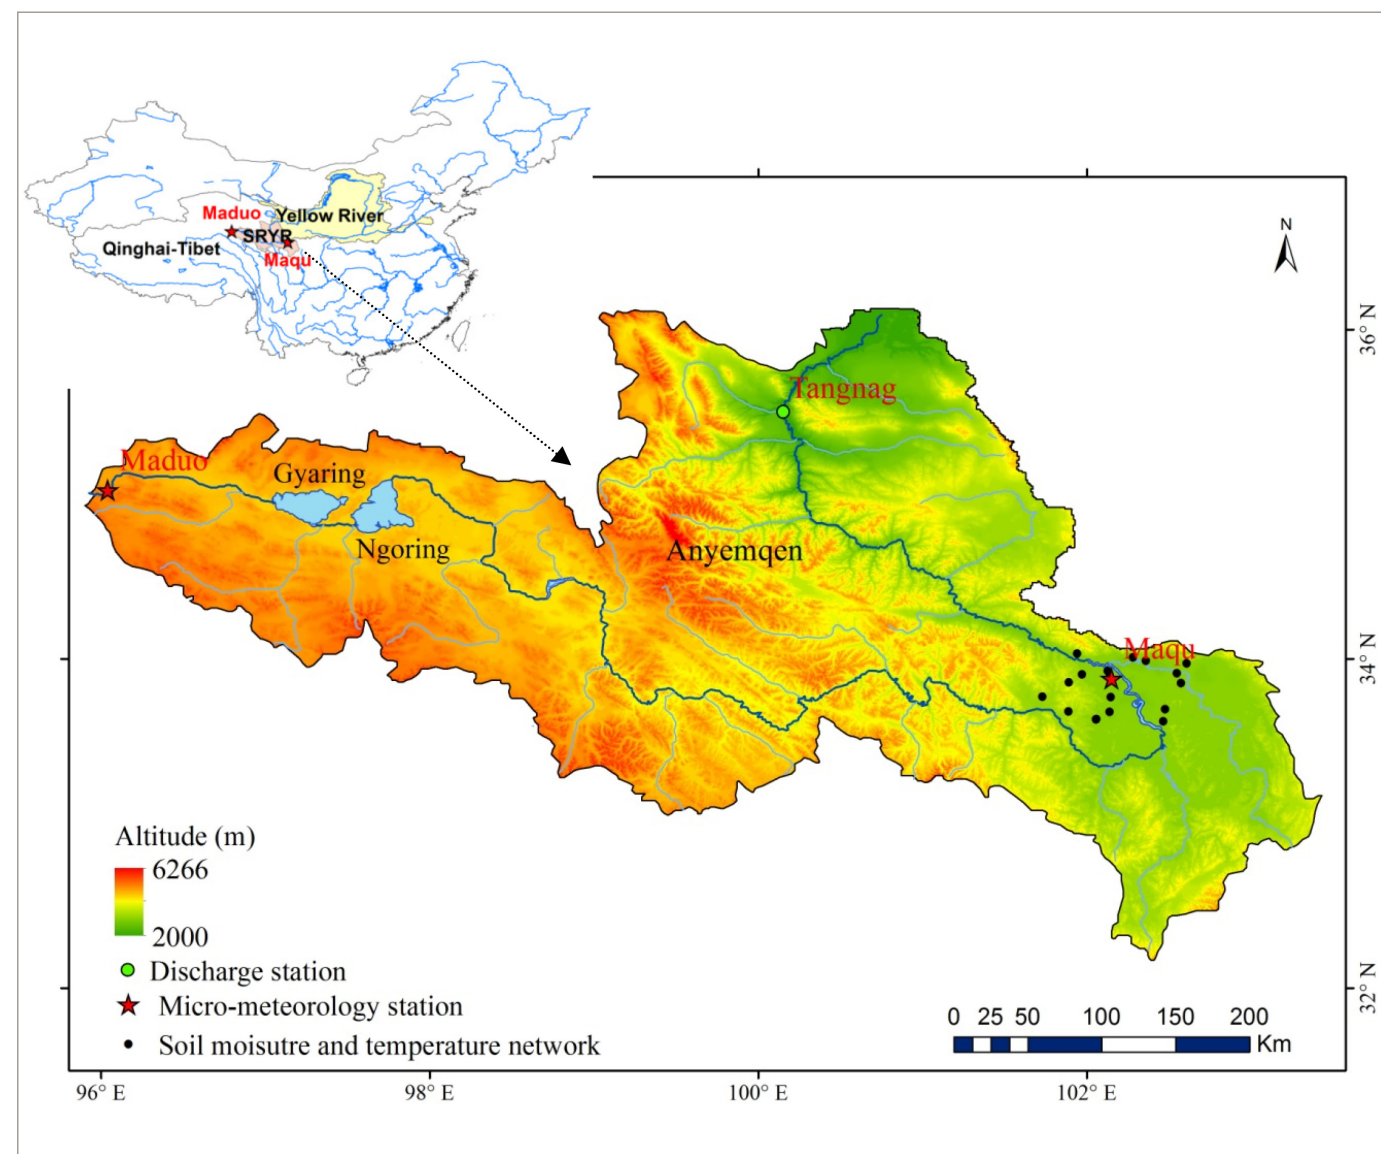 Maduo
Yellow River
SRYR
Qinghai-Tibet
Maqu
N
36° N
Tangnag
Maduo
Gyaring
Ngoring
Anyemqen
Maqu
34° N
Altitude (m)
6266
2000
Discharge station
Micro-meteorology station
Soil moisutre and temperature network
32° N
0 25 50 100 150 200
Km
96° E 98° E 100° E 102° E